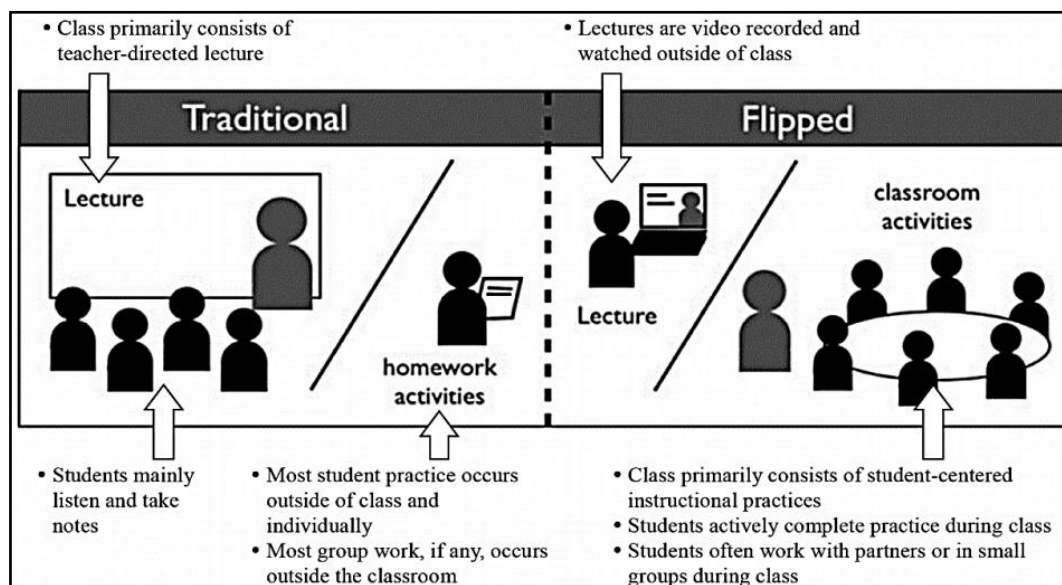 • Class primarily consists of
teacher-directed lecture
• Lectures are video recorded and
watched outside of class
Traditional
Flipped
Lecture
homework
activities
Lecture
classroom
activities
• Students mainly
listen and take
notes
• Most student practice occurs
outside of class and
individually
• Most group work, if any, occurs
outside the classroom
• Class primarily consists of student-centered
instructional practices
• Students actively complete practice during class
• Students often work with partners or in small
groups during class